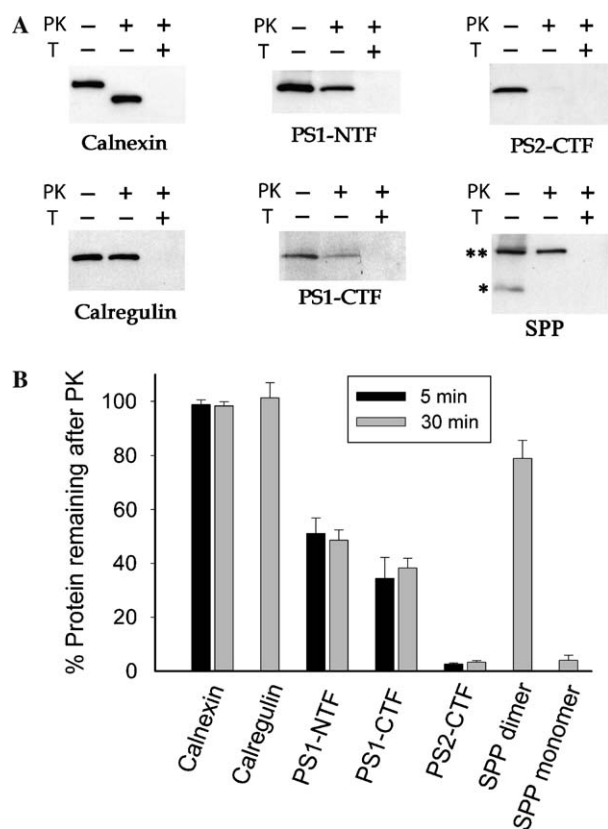 A
PK – + +
T – – +
Calnexin
PK – + +
T – – +
PS1-NTF
PK – + +
T – – +
PS2-CTF
PK – + +
T – – +
Calregulin
PK – + +
T – – +
PS1-CTF
PK – + +
T – – +
**
*
SPP
B
% Protein remaining after PK
100
80
60
40
20
0
5 min
30 min
Calnexin
Calregulin
PS1-NTF
PS1-CTF
PS2-CTF
SPP dimer
SPP monomer